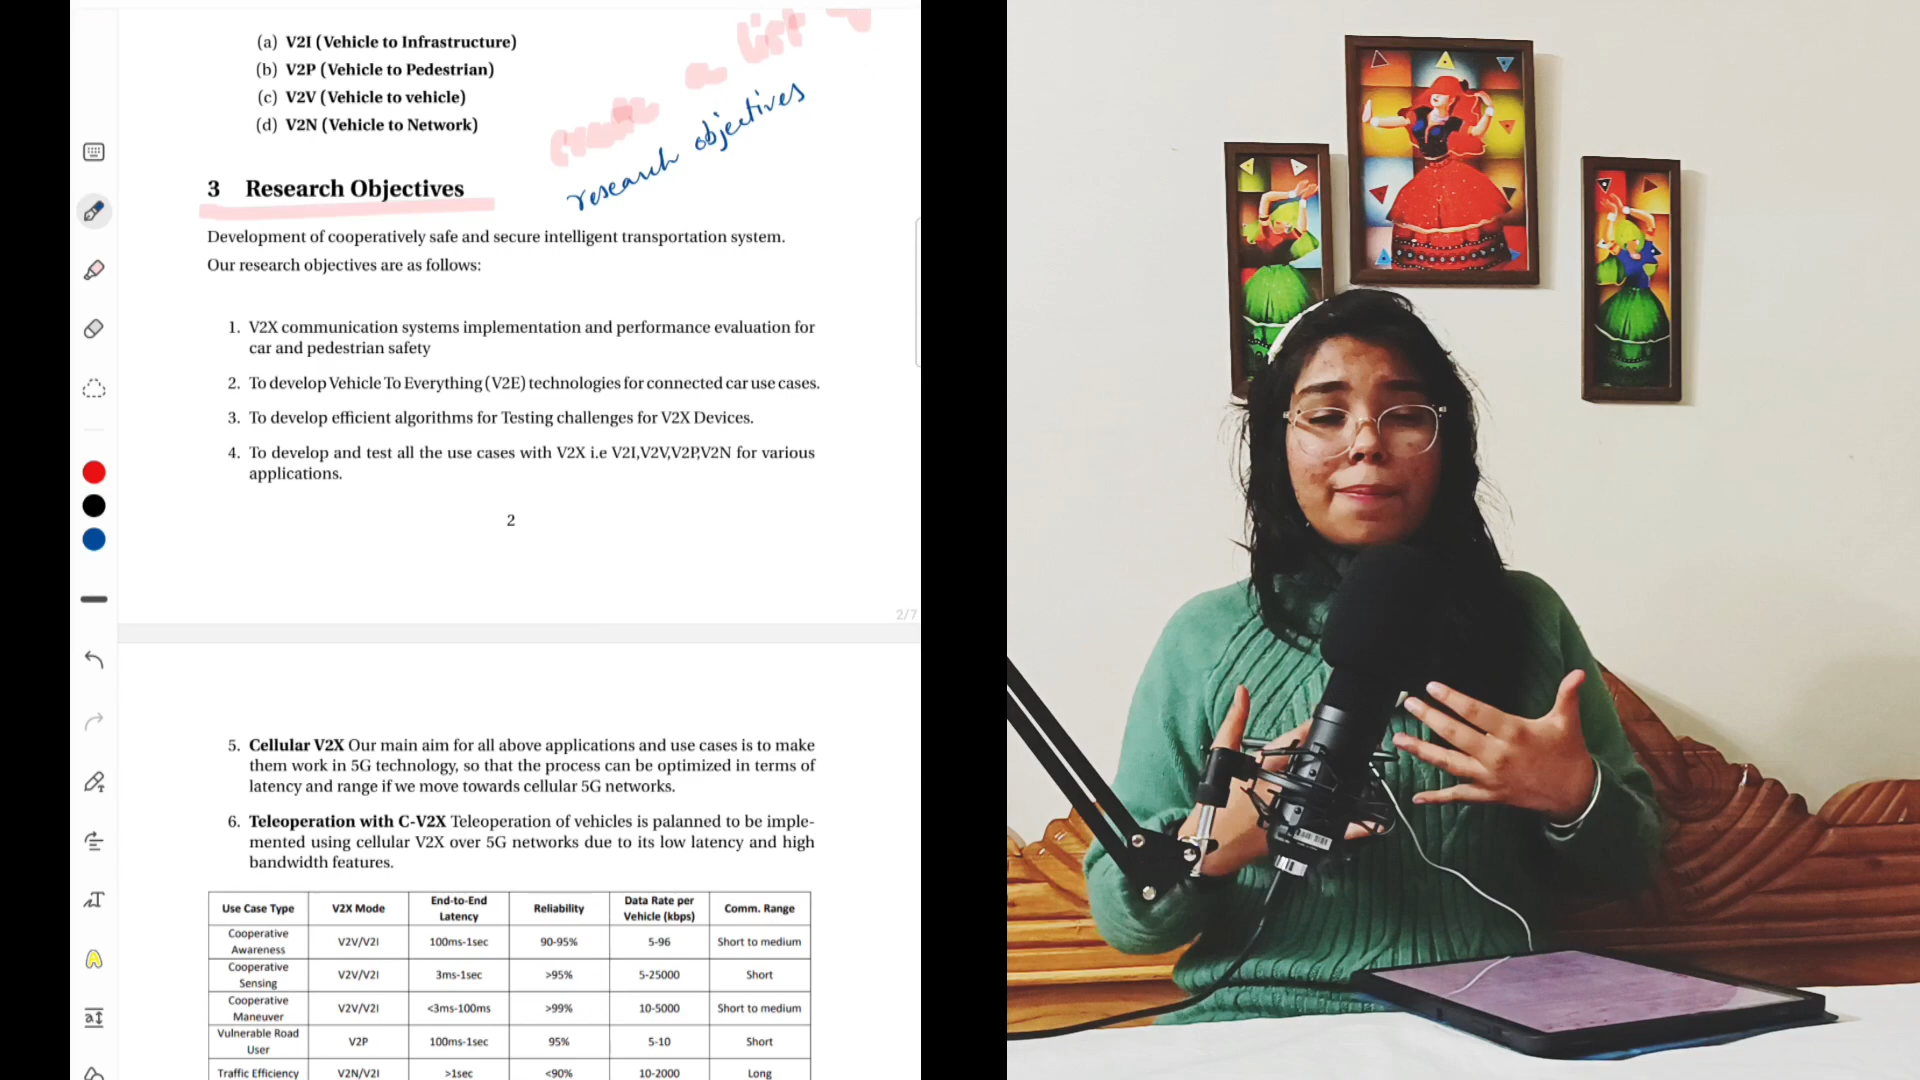 (a) V2I (Vehicle to Infrastructure)
(b) V2P (Vehicle to Pedestrian)
(c) V2V (Vehicle to vehicle)
(d) V2N (Vehicle to Network)
create a list of
research objectives
3 Research Objectives
Development of cooperatively safe and secure intelligent transportation system.
Our research objectives are as follows:
1. V2X communication systems implementation and performance evaluation for
car and pedestrian safety
2. To develop Vehicle To Everything (V2E) technologies for connected car use cases.
3. To develop efficient algorithms for Testing challenges for V2X Devices.
4. To develop and test all the use cases with V2X i.e V2I,V2V,V2P,V2N for various
applications.
2
2/7
5. Cellular V2X Our main aim for all above applications and use cases is to make
them work in 5G technology, so that the process can be optimized in terms of
latency and range if we move towards cellular 5G networks.
6. Teleoperation with C-V2X Teleoperation of vehicles is palanned to be imple-
mented using cellular V2X over 5G networks due to its low latency and high
bandwidth features.
Use Case Type V2X Mode End-to-End Latency Reliability Data Rate per Vehicle (kbps) Comm. Range
Cooperative Awareness V2V/V2I 100ms-1sec 90-95% 5-96 Short to medium
Cooperative Sensing V2V/V2I 3ms-1sec >95% 5-25000 Short
Cooperative Maneuver V2V/V2I <3ms-100ms >99% 10-5000 Short to medium
Vulnerable Road User V2P 100ms-1sec 95% 5-10 Short
Traffic Efficiency V2N/V2I >1sec <90% 10-2000 Long